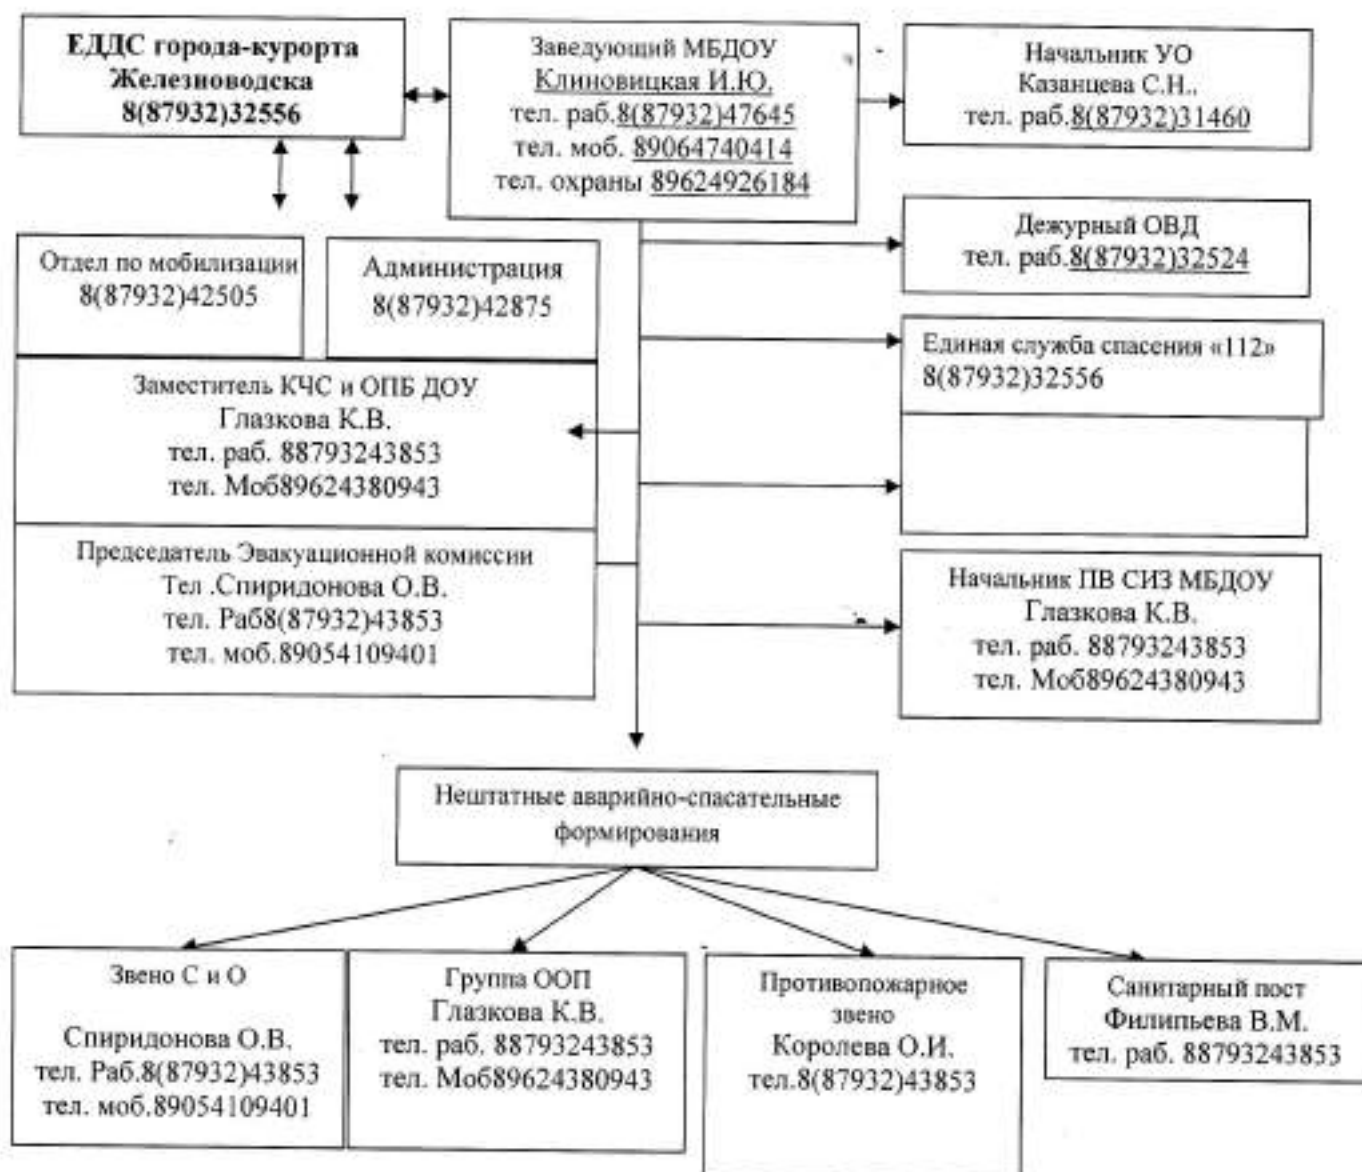 ЕДДС города-курорта
Железноводска
8(87932)32556
Заведующий МБДОУ
Клиновицкая И.Ю.
тел. раб.8(87932)47645
тел. моб. 89064740414
тел. охраны 89624926184
Начальник УО
Казанцева С.Н.,
тел. раб.8(87932)31460
Дежурный ОВД
тел. раб.8(87932)32524
Отдел по мобилизации
8(87932)42505
Администрация
8(87932)42875
Единая служба спасения «112»
8(87932)32556
Заместитель КЧС и ОПБ ДОУ
Глазкова К.В.
тел. раб. 88793243853
тел. Моб89624380943
Председатель Эвакуационной комиссии
Тел .Спиридонова О.В.
тел. Раб8(87932)43853
тел. моб.89054109401
Начальник ПВ СИЗ МБДОУ
Глазкова К.В.
тел. раб. 88793243853
тел. Моб89624380943
Нештатные аварийно-спасательные
формирования
Звено С и О
Спиридонова О.В.
тел. Раб.8(87932)43853
тел. моб.89054109401
Группа ООП
Глазкова К.В.
тел. раб. 88793243853
тел. Моб89624380943
Противопожарное
звено
Королева О.И.
тел.8(87932)43853
Санитарный пост
Филипьева В.М.
тел. раб. 88793243853